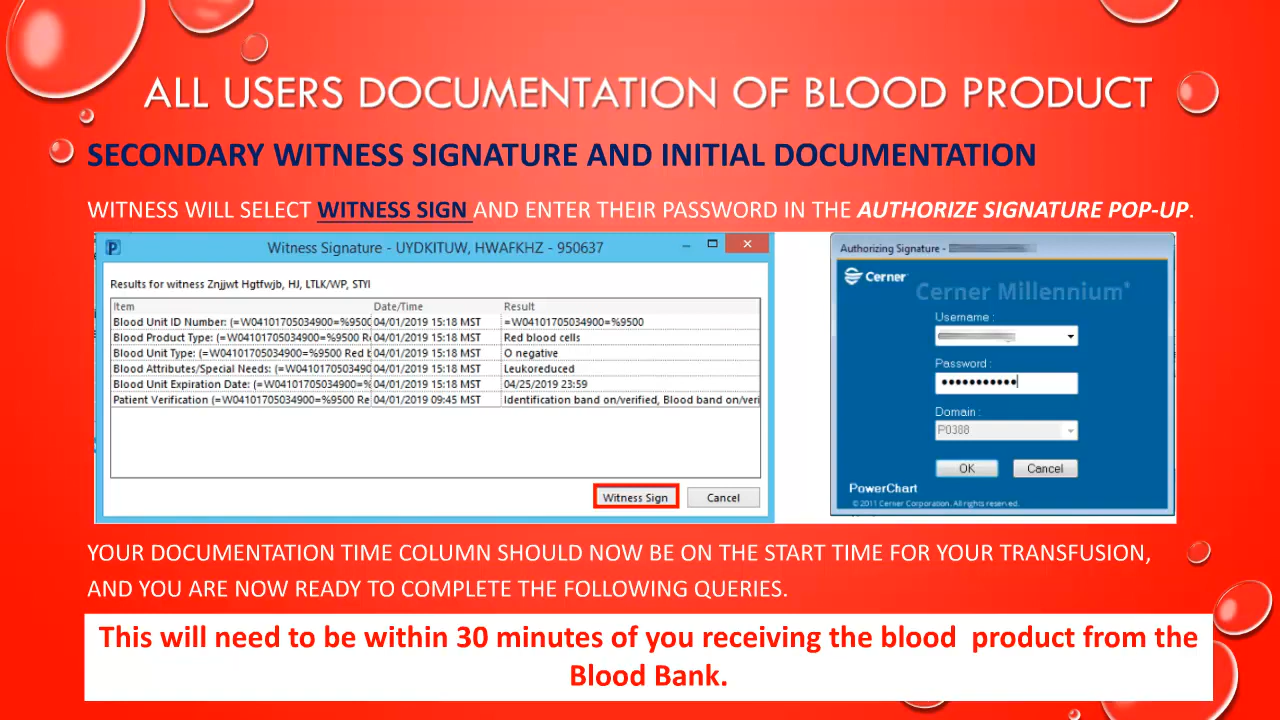 ALL USERS DOCUMENTATION OF BLOOD PRODUCT
SECONDARY WITNESS SIGNATURE AND INITIAL DOCUMENTATION
WITNESS WILL SELECT WITNESS SIGN AND ENTER THEIR PASSWORD IN THE AUTHORIZE SIGNATURE POP-UP.
Witness Signature - UYDKITUW, HWAFKHZ - 950637
Results for witness Znjjwt Hgtfwjb, HJ, LTLK/WP, STYI
Item Date/Time Result
Blood Unit ID Number: (=W04101705034900=%9500 04/01/2019 15:18 MST =W04101705034900=%9500
Blood Product Type: (=W04101705034900=%9500 R 04/01/2019 15:18 MST Red blood cells
Blood Unit Type: (=W04101705034900=%9500 Red b 04/01/2019 15:18 MST O negative
Blood Attributes/Special Needs: (=W0410170503490 04/01/2019 15:18 MST Leukoreduced
Blood Unit Expiration Date: (=W04101705034900=% 04/01/2019 15:18 MST 04/25/2019 23:59
Patient Verification (=W04101705034900=%9500 Re 04/01/2019 09:45 MST Identification band on/verified, Blood band on/veri
Witness Sign Cancel
Authorizing Signature -
Cerner
Cerner Millennium®
Username :
Password :
Domain :
P0388
OK Cancel
PowerChart
© 2011 Cerner Corporation. All rights reserved.
YOUR DOCUMENTATION TIME COLUMN SHOULD NOW BE ON THE START TIME FOR YOUR TRANSFUSION,
AND YOU ARE NOW READY TO COMPLETE THE FOLLOWING QUERIES.
This will need to be within 30 minutes of you receiving the blood product from the
Blood Bank.